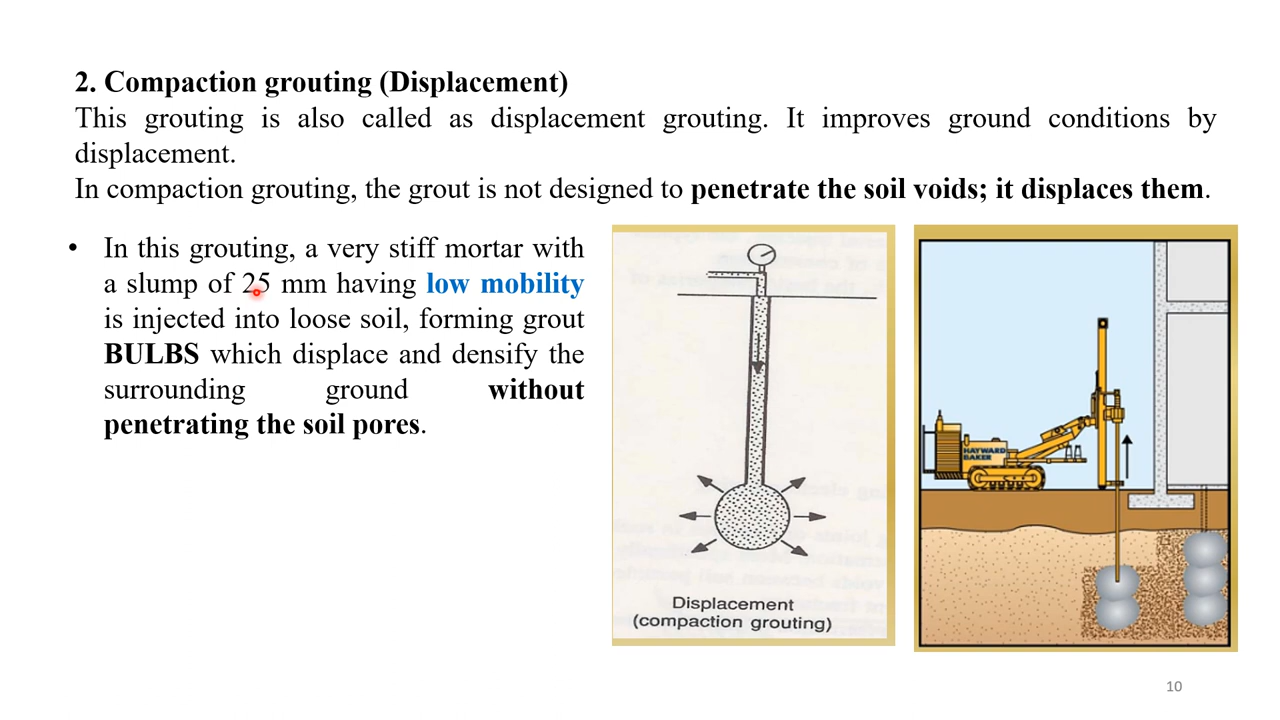 2. Compaction grouting (Displacement)
This grouting is also called as displacement grouting. It improves ground conditions by
displacement.
In compaction grouting, the grout is not designed to penetrate the soil voids; it displaces them.
• In this grouting, a very stiff mortar with
a slump of 25 mm having low mobility
is injected into loose soil, forming grout
BULBS which displace and densify the
surrounding ground without
penetrating the soil pores.
Displacement
(compaction grouting)
HAYWARD
BAKER
10